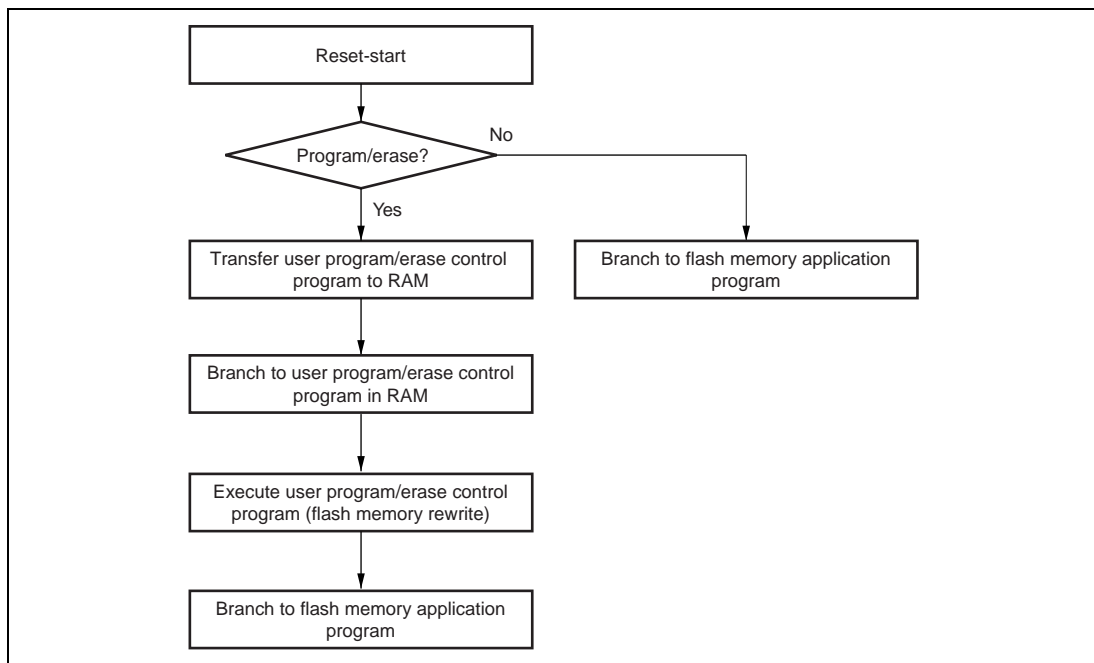 Reset-start
Program/erase?
No
Yes
Transfer user program/erase control
program to RAM
Branch to flash memory application
program
Branch to user program/erase control
program in RAM
Execute user program/erase control
program (flash memory rewrite)
Branch to flash memory application
program